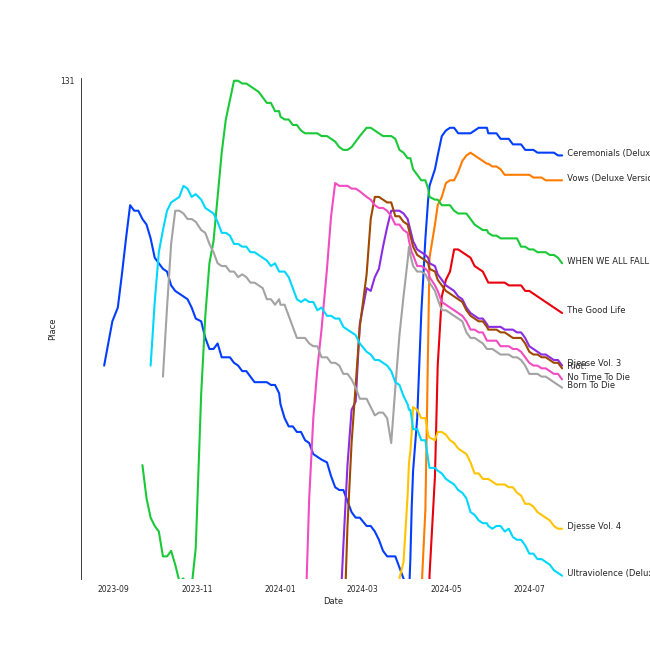 131
Ceremonials (Delux
Vows (Deluxe Versio
WHEN WE ALL FALL
The Good Life
Djesse Vol. 3
Riot!
No Time To Die
Born To Die
Djesse Vol. 4
Ultraviolence (Delu
Place
2023-09 2023-11 2024-01 2024-03 2024-05 2024-07
Date